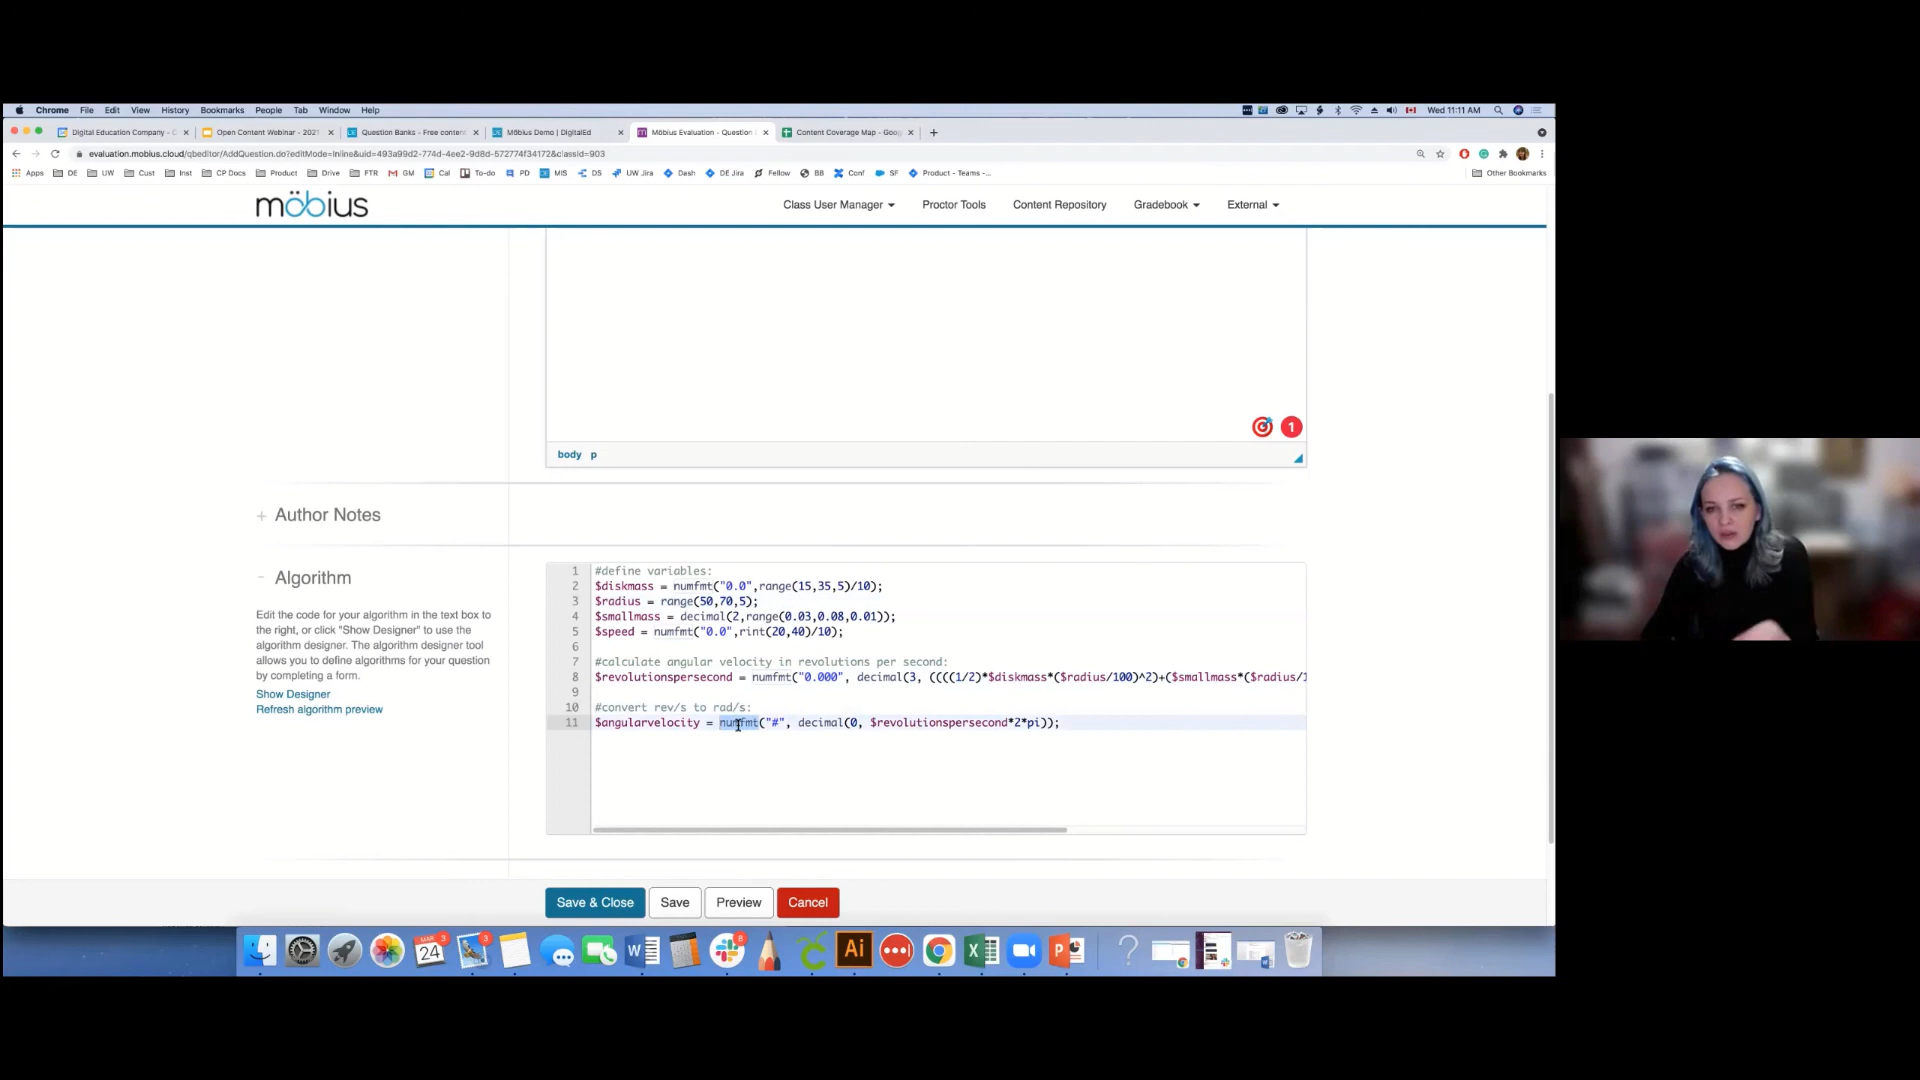 Chrome File Edit View History Bookmarks People Tab Window Help
Wed 11:11 AM
Digital Education Company - C
Open Content Webinar - 2021
Question Banks - Free conten
Möbius Demo | DigitalEd
Möbius Evaluation - Question
Content Coverage Map - Goog
evaluation.mobius.cloud/qbeditor/AddQuestion.do?editMode=inline&uid=493a99d2-774d-4ee2-9d8d-572774f34172&classId=903
Apps DE UW Cust Inst CP Docs Product Drive FTR GM Cal To-do PD MIS DS UW Jira Dash DE Jira Fellow BB Conf SF Product - Teams -... Other Bookmarks
möbius
Class User Manager Proctor Tools Content Repository Gradebook External
1
body p
+ Author Notes
- Algorithm
Edit the code for your algorithm in the text box to
the right, or click "Show Designer" to use the
algorithm designer. The algorithm designer tool
allows you to define algorithms for your question
by completing a form.
Show Designer
Refresh algorithm preview
1 #define variables:
2 $diskmass = numfmt("0.0",range(15,35,5)/10);
3 $radius = range(50,70,5);
4 $smallmass = decimal(2,range(0.03,0.08,0.01));
5 $speed = numfmt("0.0",rint(20,40)/10);
6
7 #calculate angular velocity in revolutions per second:
8 $revolutionspersecond = numfmt("0.000", decimal(3, ((((1/2)*$diskmass*($radius/100)^2)+($smallmass*($radius/1
9
10 #convert rev/s to rad/s:
11 $angularvelocity = numfmt("#", decimal(0, $revolutionspersecond*2*pi));
Save & Close Save Preview Cancel
MAR 24 3
3
8
Ai